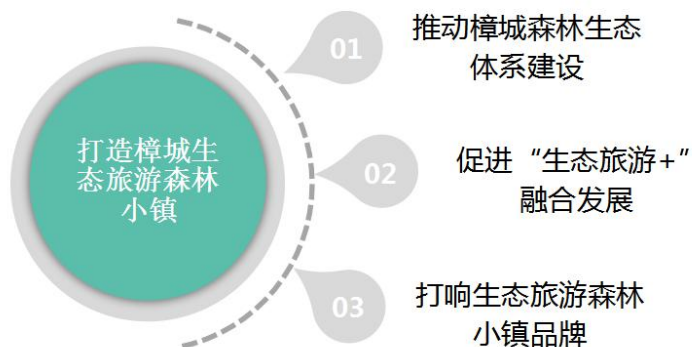 打造樟城生
态旅游森林
小镇
01
推动樟城森林生态
体系建设
02
促进“生态旅游+”
融合发展
03
打响生态旅游森林
小镇品牌